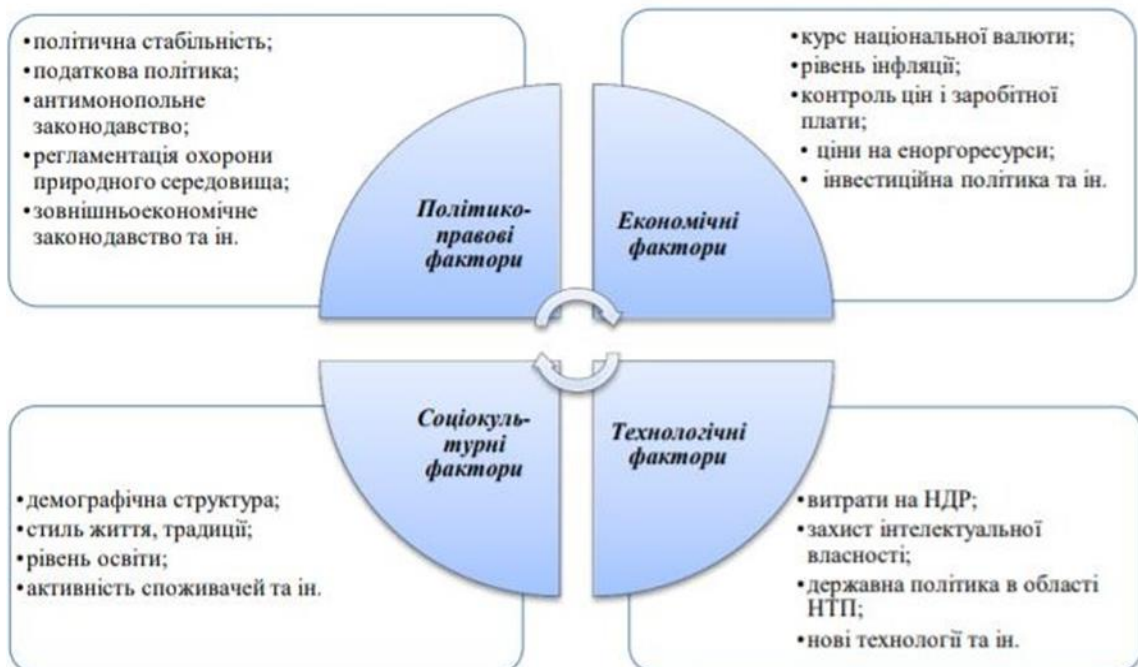 •політична стабільність;
•податкова політика;
•антимонопольне
законодавство;
•регламентація охорони
природного середовища;
•зовнішньоекономічне
законодавство та ін.
Політико-
правові
фактори
•курс національної валюти;
•рівень інфляції;
•контроль цін і заробітної
плати;
• ціни на еноргоресурси;
• інвестиційна політика та ін.
Економічні
фактори
•демографічна структура;
•стиль життя, традиції;
•рівень освіти;
•активність споживачей та ін.
Соціокуль-
турні
фактори
•витрати на НДР;
•захист інтелектуальної
власності;
•державна політика в області
НТП;
•нові технології та ін.
Технологічні
фактори